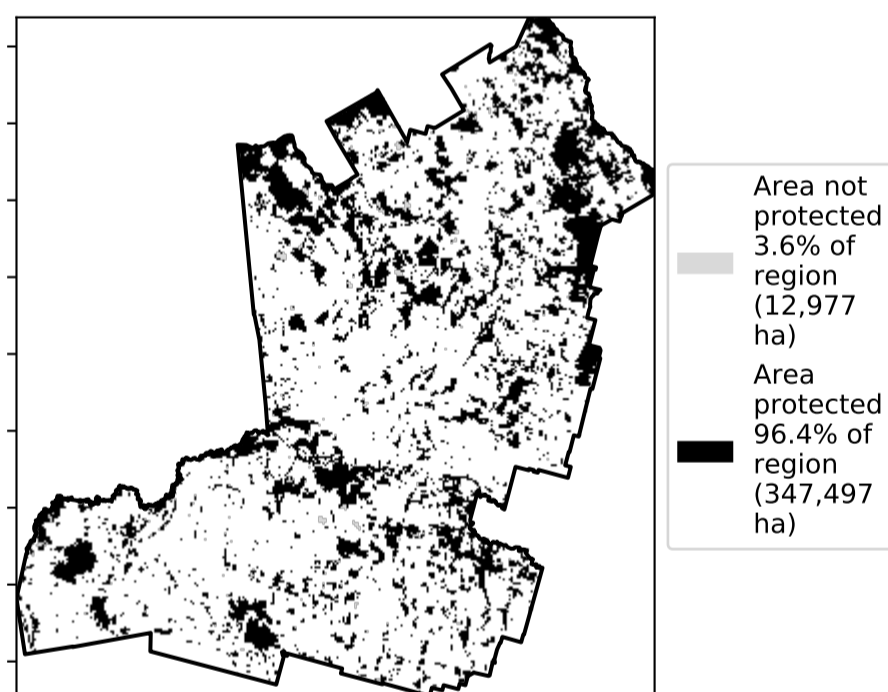 Area not
protected
3.6% of
region
(12,977
ha)
Area
protected
96.4% of
region
(347,497
ha)